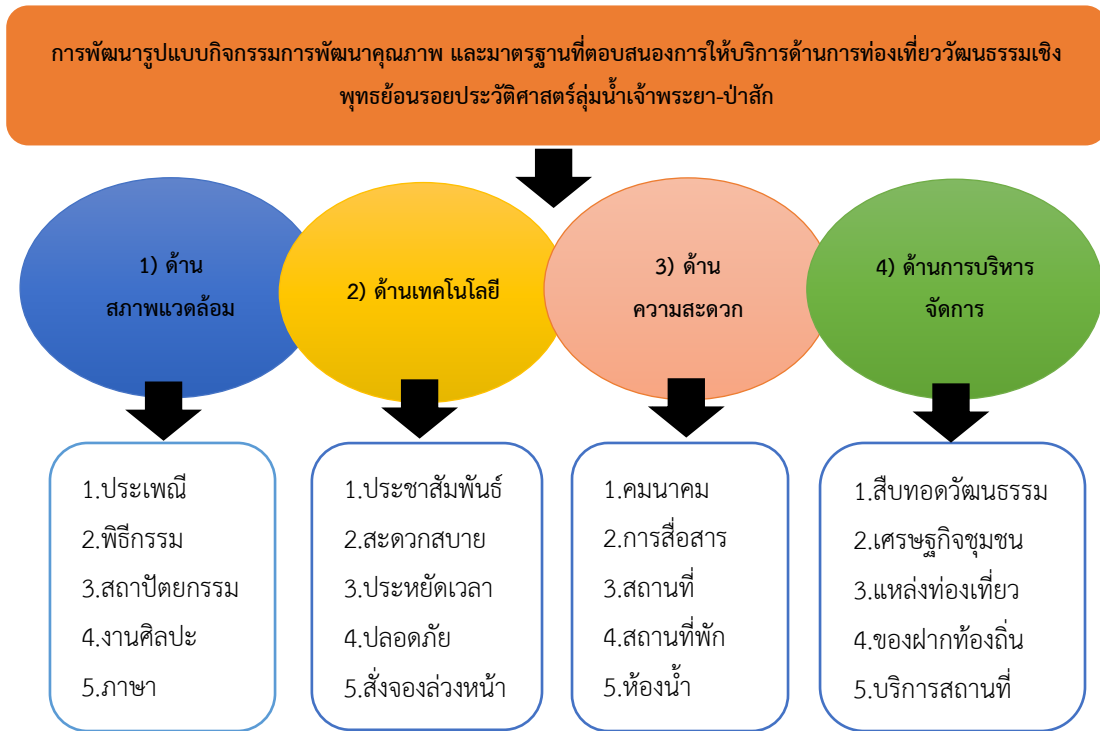 การพัฒนารูปแบบกิจกรรมการพัฒนาคุณภาพ และมาตรฐานที่ตอบสนองการให้บริการด้านการท่องเที่ยววัฒนธรรมเชิง
พุทธย้อนรอยประวัติศาสตร์ลุ่มน้ำเจ้าพระยา-ป่าสัก
1) ด้าน
สภาพแวดล้อม
2) ด้านเทคโนโลยี
3) ด้าน
ความสะดวก
4) ด้านการบริหาร
จัดการ
1.ประเพณี
2.พิธีกรรม
3.สถาปัตยกรรม
4.งานศิลปะ
5.ภาษา
1.ประชาสัมพันธ์
2.สะดวกสบาย
3.ประหยัดเวลา
4.ปลอดภัย
5.สั่งจองล่วงหน้า
1.คมนาคม
2.การสื่อสาร
3.สถานที่
4.สถานที่พัก
5.ห้องน้ำ
1.สืบทอดวัฒนธรรม
2.เศรษฐกิจชุมชน
3.แหล่งท่องเที่ยว
4.ของฝากท้องถิ่น
5.บริการสถานที่